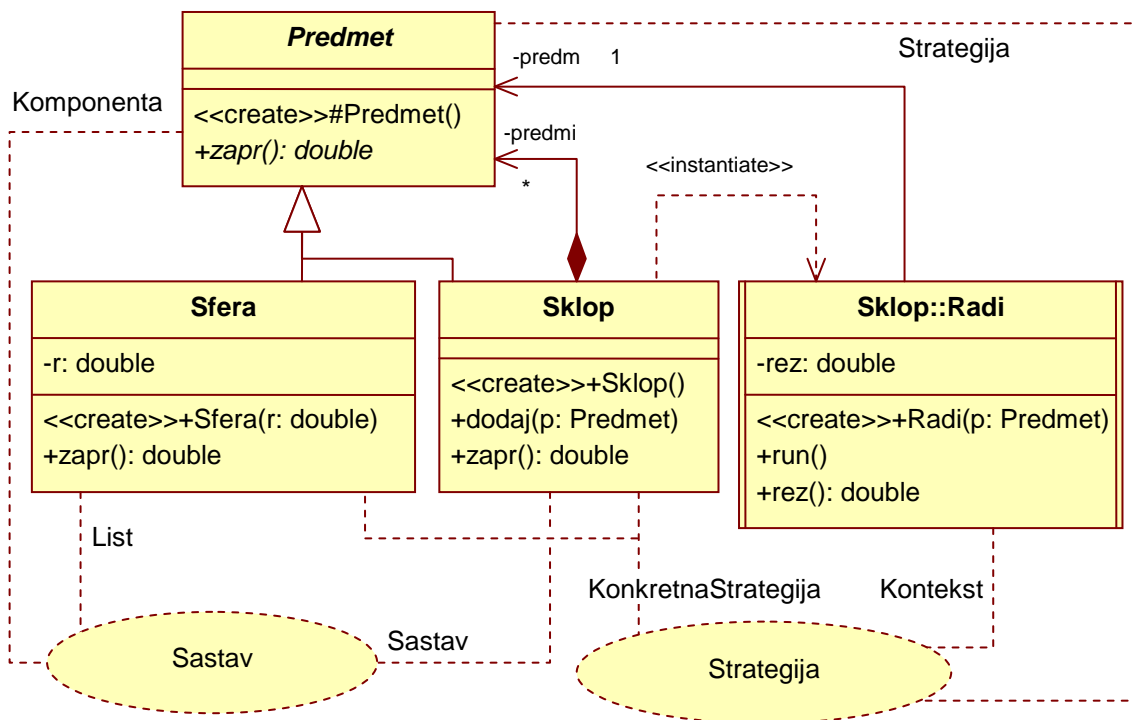 Predmet
<<create>>#Predmet()
+zapr(): double
-predm 1
Strategija
Komponenta
-predmi
*
<<instantiate>>
Sfera
-r: double
<<create>>+Sfera(r: double)
+zapr(): double
Sklop
<<create>>+Sklop()
+dodaj(p: Predmet)
+zapr(): double
Sklop::Radi
-rez: double
<<create>>+Radi(p: Predmet)
+run()
+rez(): double
List
KonkretnaStrategija
Kontekst
Sastav
Sastav
Strategija